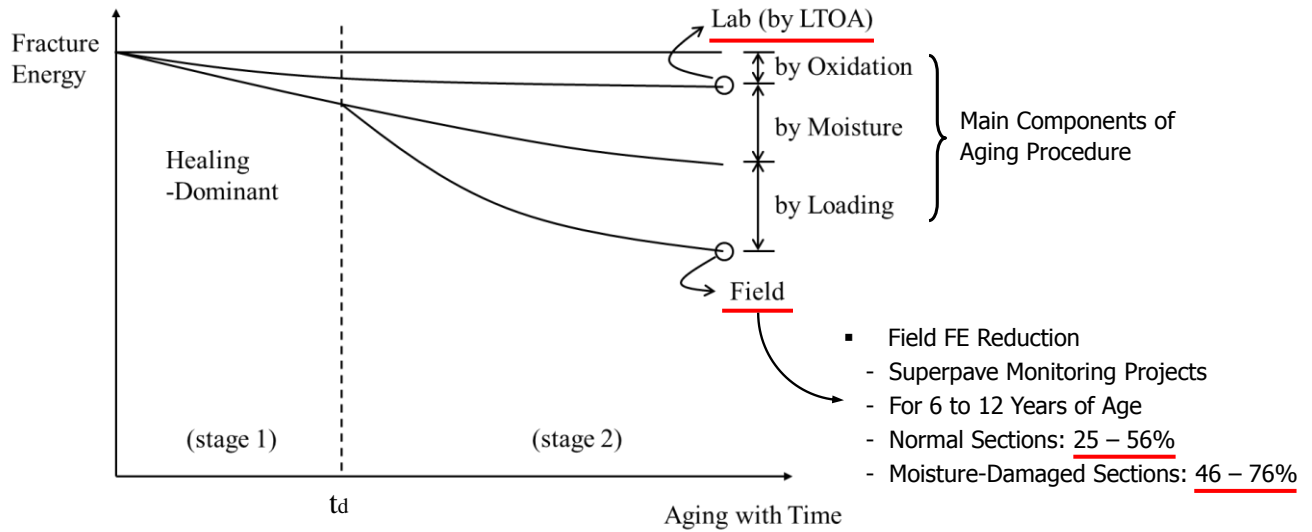 Lab (by LTOA)
Fracture
Energy
by Oxidation
by Moisture
by Loading
Main Components of
Aging Procedure
Healing
-Dominant
Field
▪ Field FE Reduction
- Superpave Monitoring Projects
- For 6 to 12 Years of Age
- Normal Sections: 25 – 56%
- Moisture-Damaged Sections: 46 – 76%
(stage 1)
(stage 2)
td
Aging with Time